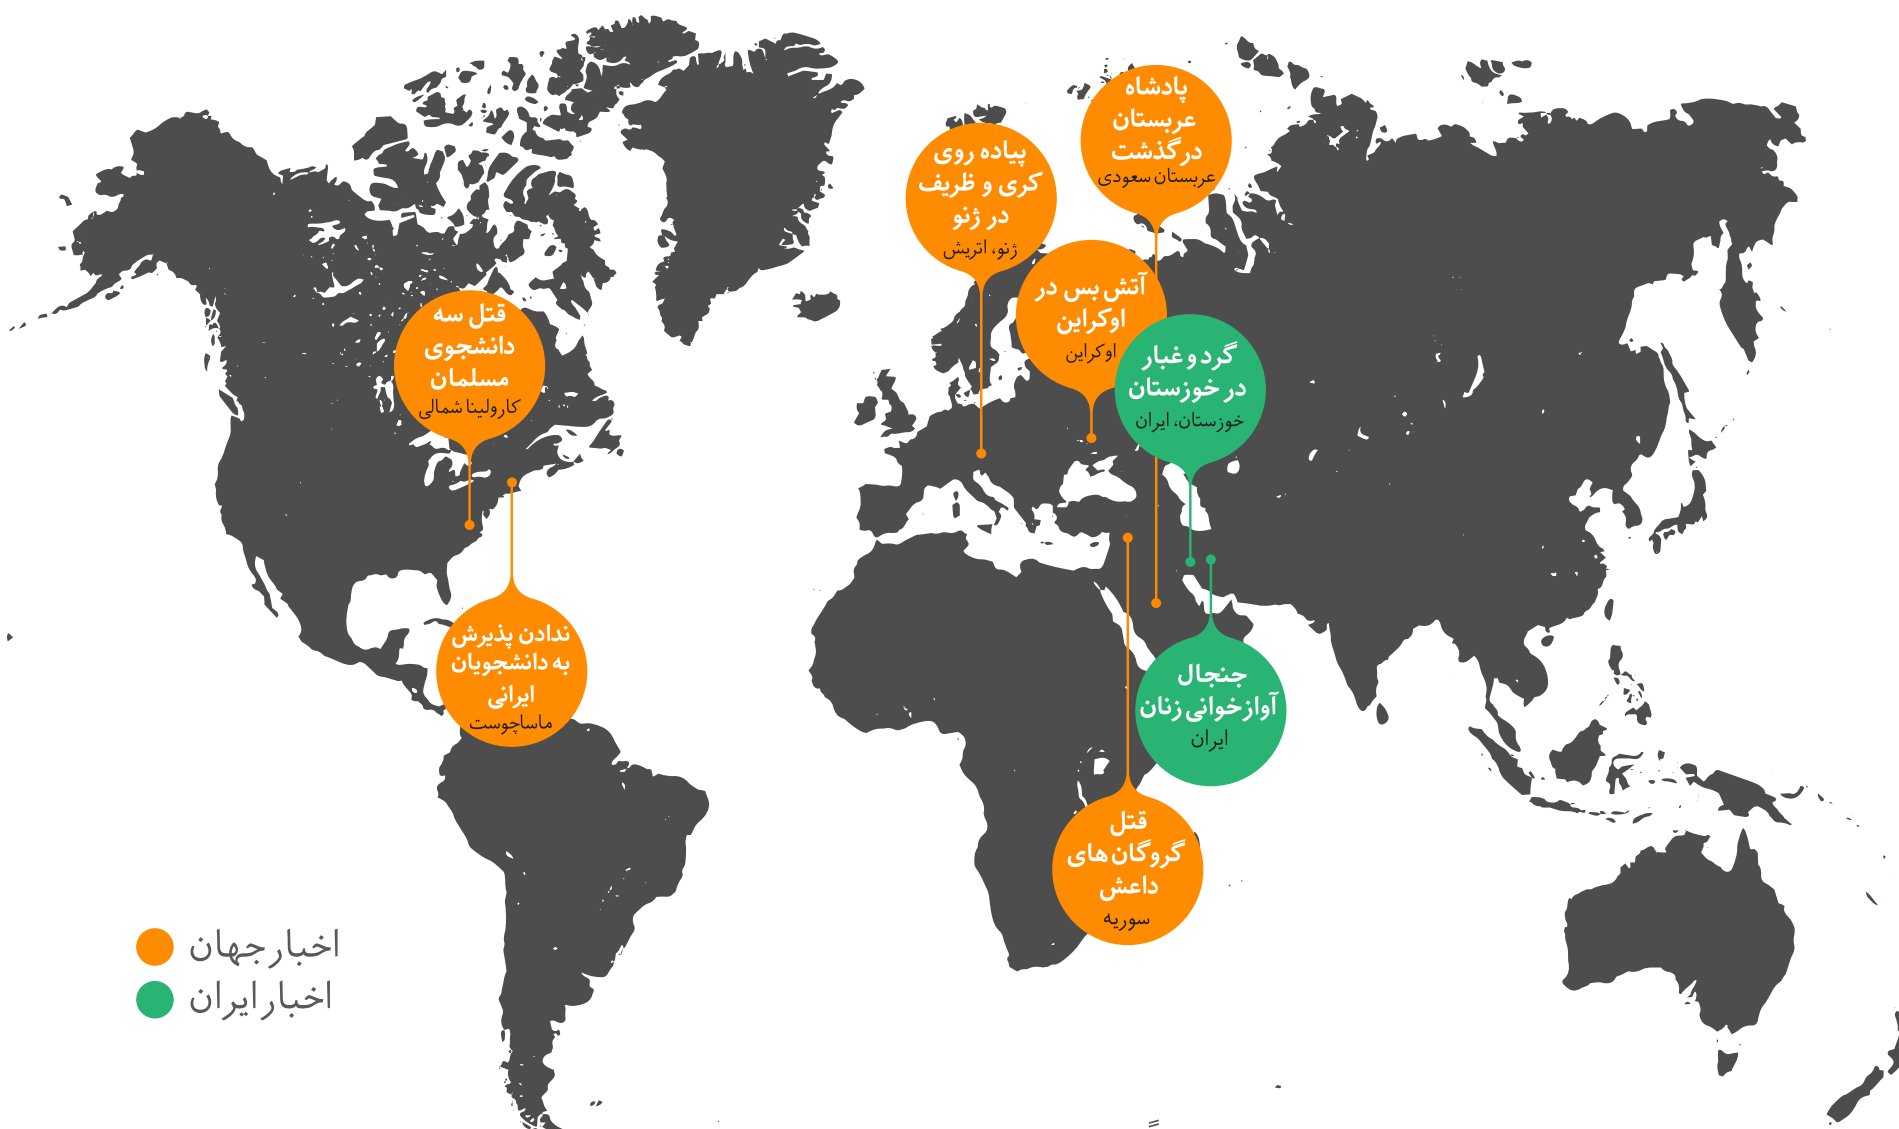 پادشاه
عربستان
درگذشت
عربستان سعودی
پیاده روی
کری و ظریف
در ژنو
ژنو، اتریش
آتش بس در
اوکراین
اوکراین
قتل سه
دانشجوی
مسلمان
کارولینا شمالی
گرد و غبار
در خوزستان
خوزستان، ایران
ندادن پذیرش
به دانشجویان
ایرانی
ماساچوست
جنجال
آوازخوانی زنان
ایران
قتل
گروگان های
داعش
سوریه
اخبار جهان
اخبار ایران